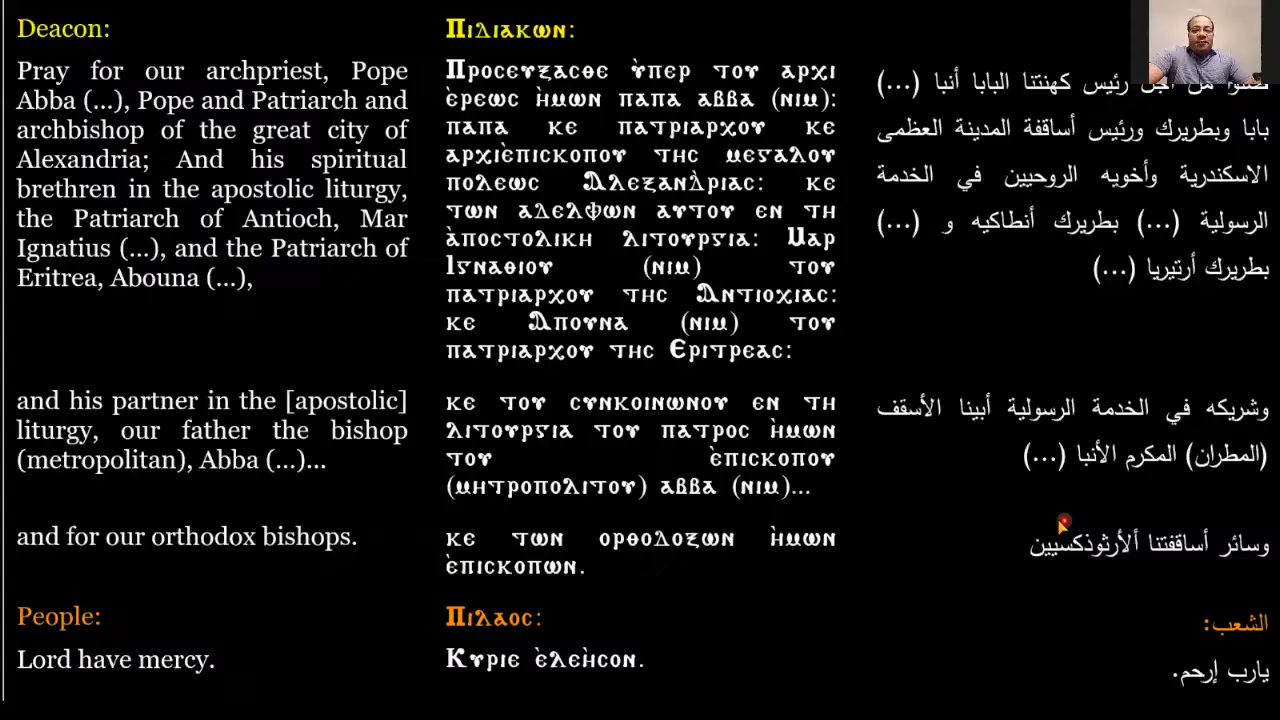 Deacon:
Pray for our archpriest, Pope
Abba (...), Pope and Patriarch and
archbishop of the great city of
Alexandria; And his spiritual
brethren in the apostolic liturgy,
the Patriarch of Antioch, Mar
Ignatius (...), and the Patriarch of
Eritrea, Abouna (...),
and his partner in the [apostolic]
liturgy, our father the bishop
(metropolitan), Abba (...)...
and for our orthodox bishops.
People:
Lord have mercy.
Ⲡⲓⲇⲓⲁⲕⲱⲛ:
Ⲡⲣⲟⲥⲉⲩⲝⲁⲥⲑⲉ ⲩ̀ⲡⲉⲣ ⲧⲟⲩ ⲁⲣⲭⲓ
ⲉ̀ⲣⲉⲱⲥ ⲏ̀ⲙⲱⲛ ⲡⲁⲡⲁ ⲁⲃⲃⲁ (ⲛⲓⲙ):
ⲡⲁⲡⲁ ⲕⲉ ⲡⲁⲧⲣⲓⲁⲣⲭⲟⲩ ⲕⲉ
ⲁⲣⲭⲓⲉ̀ⲡⲓⲥⲕⲟⲡⲟⲩ ⲧⲏⲥ ⲙⲉⲅⲁⲗⲟⲩ
ⲡⲟⲗⲉⲱⲥ Ⲁⲗⲉⲝⲁⲛⲇⲣⲓⲁⲥ: ⲕⲉ
ⲧⲱⲛ ⲁⲇⲉⲗⲫⲱⲛ ⲁⲩⲧⲟⲩ ⲉⲛ ⲧⲏ
ⲁ̀ⲡⲟⲥⲧⲟⲗⲓⲕⲏ ⲗⲓⲧⲟⲩⲣⲅⲓⲁ: Ⲙⲁⲣ
Ⲓⲅⲛⲁⲑⲓⲟⲩ (ⲛⲓⲙ) ⲧⲟⲩ
ⲡⲁⲧⲣⲓⲁⲣⲭⲟⲩ ⲧⲏⲥ Ⲁⲛⲧⲓⲟⲭⲓⲁⲥ:
ⲕⲉ Ⲁⲡⲟⲩⲛⲁ (ⲛⲓⲙ) ⲧⲟⲩ
ⲡⲁⲧⲣⲓⲁⲣⲭⲟⲩ ⲧⲏⲥ Ⲉⲣⲓⲧⲣⲉⲁⲥ:
ⲕⲉ ⲧⲟⲩ ⲥⲩⲛⲕⲟⲓⲛⲱⲛⲟⲩ ⲉⲛ ⲧⲏ
ⲗⲓⲧⲟⲩⲣⲅⲓⲁ ⲧⲟⲩ ⲡⲁⲧⲣⲟⲥ ⲏ̀ⲙⲱⲛ
ⲧⲟⲩ ⲉ̀ⲡⲓⲥⲕⲟⲡⲟⲩ
(ⲙⲏⲧⲣⲟⲡⲟⲗⲓⲧⲟⲩ) ⲁⲃⲃⲁ (ⲛⲓⲙ)...
ⲕⲉ ⲧⲱⲛ ⲟⲣⲑⲟⲇⲟⲝⲱⲛ ⲏ̀ⲙⲱⲛ
ⲉ̀ⲡⲓⲥⲕⲟⲡⲱⲛ.
Ⲡⲓⲗⲁⲟⲥ:
Ⲕⲩⲣⲓⲉ ⲉ̀ⲗⲉⲏ̀ⲥⲟⲛ.
رئيس كهنتنا البابا أنبا (...)
بابا وبطريرك ورئيس أساقفة المدينة العظمى
الاسكندرية وأخويه الروحيين في الخدمة
الرسولية (...) بطريرك أنطاكيه و (...)
بطريرك أرتيريا (...)
وشريكه في الخدمة الرسولية أبينا الأسقف
(المطران) المكرم الأنبا (...)
وسائر أساقفتنا ألأرثوذكسيين
الشعب:
يارب إرحم.